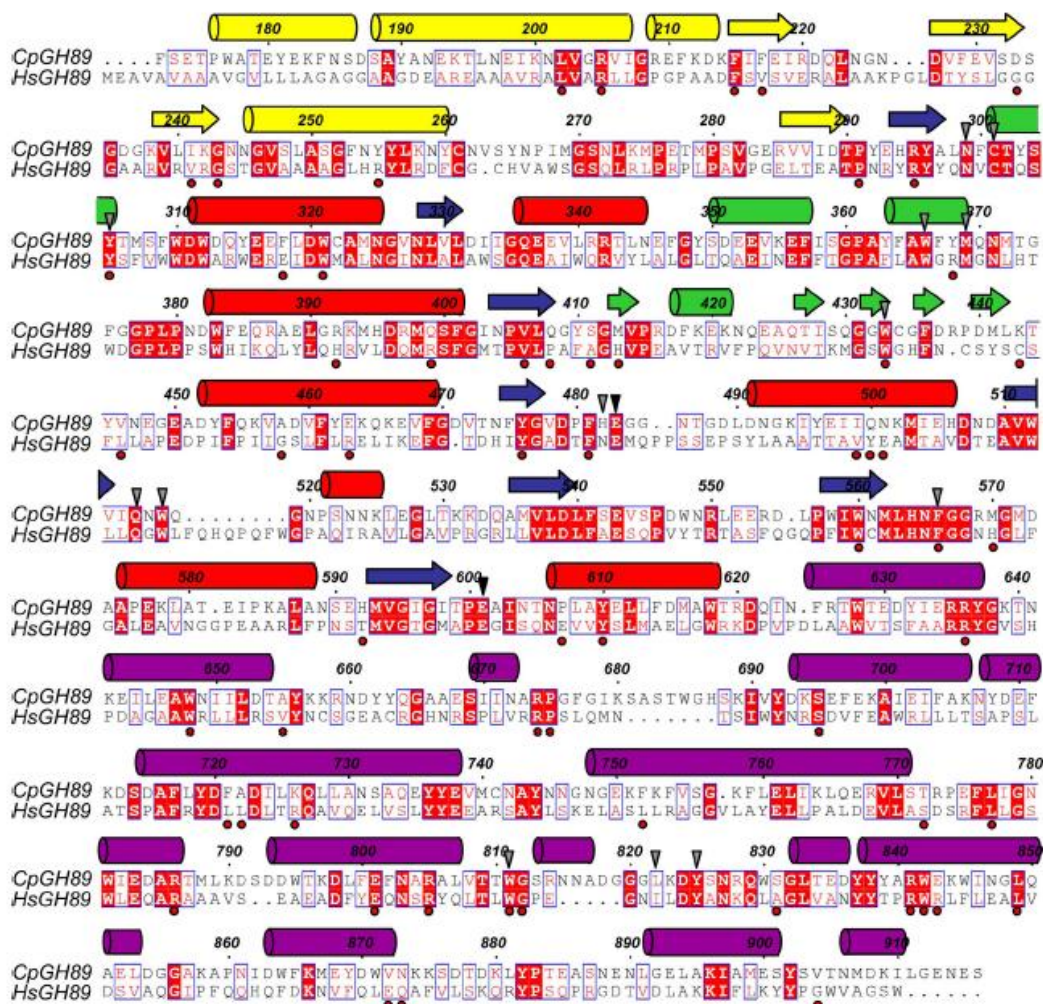 180 190 200 210 220 230
CpGH89 ....FSETPWATEYEKFNSDSAYANEKTLNEIKNLVGRVIGREFKDKFIFEIRDQLNGN..DVFEVSDS
HsGH89 MEAVAVAAAVGVLLLAGAGGAAGDEAREAAAVRALVARLLGPGPAADFSVSVERALAAKPGLDTYSLGGG
240 250 260 270 280 290 300
CpGH89 GDGKVLIKGNNGVSLASGFNYYLKNYCNVSYNPIMGSNLKMPETMPSVGERVVIDTPYEHRYALNFCTYS
HsGH89 GAARVRVRGSTGVAAAAGLHRYLRDFCG.CHVAWSGSQLRLPRPLPAVPGELTEATPNRYRYYQNVCTQS
310 320 330 340 350 360 370
CpGH89 YTMSFWDWDQYEEFLDWCAMNGVNLVLDIIGQEEVLRRTLNEFGYSDEEVKEFISGPAYFAWFYMQNMTG
HsGH89 YSFVWWDWARWEREIDWMALNGINLALAWSGQEAIWQRVYLALGLTQAEINEFFTGPAFLAWGRMGNLHT
380 390 400 410 420 430 440
CpGH89 FGGPLPNDWFEQRAELGRKMHDRMQSFGINPVLQGYSGMVPRDFKEKNQEAQTISQGGWCGFDRPDMLKT
HsGH89 WDGPLPPSWHIKQLYLQHRVLDQMRSFGMTPVLPAFAGHVPEAVTRVFPQVNVTKMGSWGHFN.CSYSCS
450 460 470 480 490 500 510
CpGH89 YVNEGEADYFQKVADVFYEKQKEVFGDVTNFYGVDPFHEGG..NTGDLDNGKIYEIIQNKMIEHDNDAVW
HsGH89 FLLAPEDPIFPIIGSLFLRELIKEFG.TDHIYGADTFNEMQPPSSEPSYLAAATTAVYEAMTAVDTEAVW
520 530 540 550 560 570
CpGH89 VIQNWQ........GNPSNNKLEGLTKKDQAMVLDLFSEVSPDWNRLEERD.LPWIWNMLHNFGGRMGMD
HsGH89 LLQGWLFQHQPQFWGPAQIRAVLGAVPRGRLLVLDLFAESQPVYTRTASFQGQPFIWCMLHNFGGNHGLF
580 590 600 610 620 630 640
CpGH89 AAPEKLAT.EIPKALANSEHMVGIGITPEAINTNPLAYELLFDMAWTRDQIN.FRTWTEDYIERRYGKTN
HsGH89 GALEAVNGGPEAARLFPNSTMVGTGMAPEGISQNEVVYSLMAELGWRKDPVPDLAAWVTSFAARRYGVSH
650 660 670 680 690 700 710
CpGH89 KEILEAWNIILDTAYKKRNDYYQGAAESIINARPGFGIKSASTWGHSKIVYDKSEFEKAIEIFAKNYDEF
HsGH89 PDAGAAWRLLLRSVYNCSGEACRGHNRSPLVRRPSLQMN.......TSIWYNRSDVFEAWRLLLTSAPSL
720 730 740 750 760 770 780
CpGH89 KDSDAFLYDFADILKQLLANSAQEYYEVMCNAYNNGNGEKFKFVSG.KFLELIKLQERVLSTRPEFLIGN
HsGH89 ATSPAFRYDLLDLTRQAVQELVSLYYEEARSAYLSKELASLLRAGGVLAYELLPALDEVLASDSRFLLGS
790 800 810 820 830 840 850
CpGH89 WIEDARTMLKDSDDWTKDLFEFNARALVTTWGSRNNADGGGLKDYSNRQWSGLTEDYYYARWEKWINGLQ
HsGH89 WLEQARAAAVS.EAEADFYEQNSRYQLTLWGPE.....GNILDYANKQLAGLVANYYTPRWRLFLEALV
860 870 880 890 900 910
CpGH89 AELDGGAKAPNIDWFKMEYDWVNKKSDTDKLYPTEASNENLGELAKIAMESYSVTNMDKILGENES
HsGH89 DSVAQGIPFQQHQFDKNVFQLEQAFVLSKQRYPSQPRGDTVDLAKKIFLKYYPGWVAGSW.